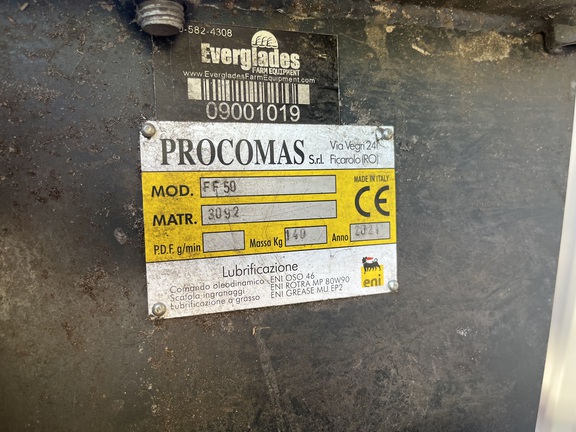 -582-4308
Everglades
FARM EQUIPMENT
www.EvergladesFarmEquipment.com
09001019
PROCOMAS S.r.l. Via Vegri 241
Ficarolo (RO)
MOD. FF 50 MADE IN ITALY
MATR. 3092 CE
P.D.F. g/min Massa Kg 140 Anno 2021
Lubrificazione
Comando oleodinamico ENI OSO 46
Scatola ingranaggi ENI ROTRA MP 80W90
Lubrificazione a grasso ENI GREASE MU EP2
eni